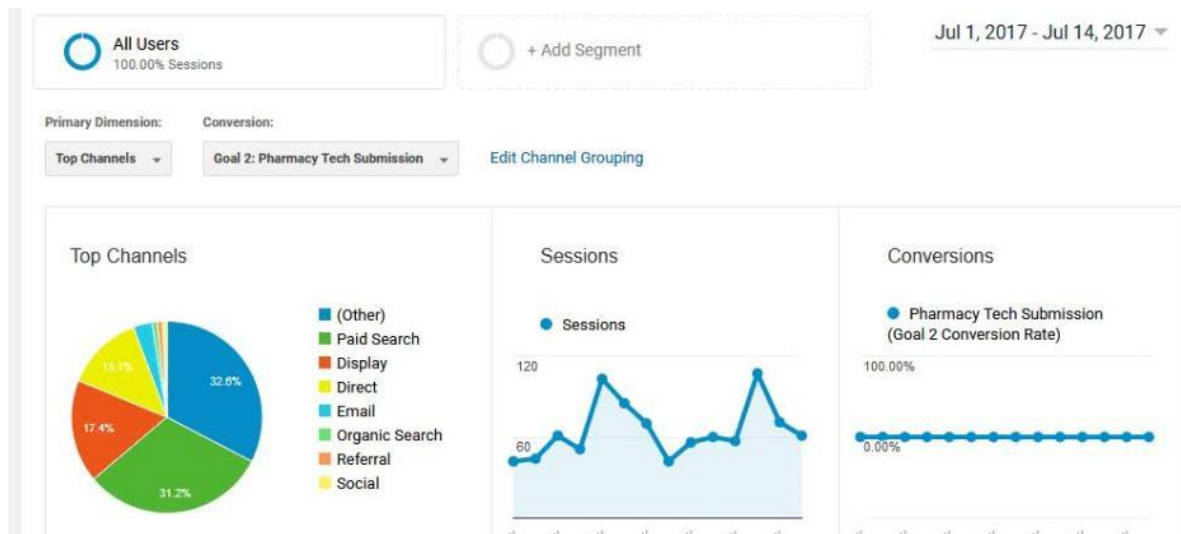 All Users
100.00% Sessions
+ Add Segment
Jul 1, 2017 - Jul 14, 2017
Primary Dimension:
Conversion:
Top Channels
Goal 2: Pharmacy Tech Submission
Edit Channel Grouping
Top Channels
32.6%
31.2%
17.4%
13.1%
(Other)
Paid Search
Display
Direct
Email
Organic Search
Referral
Social
Sessions
Sessions
120
60
Conversions
Pharmacy Tech Submission
(Goal 2 Conversion Rate)
100.00%
0.00%